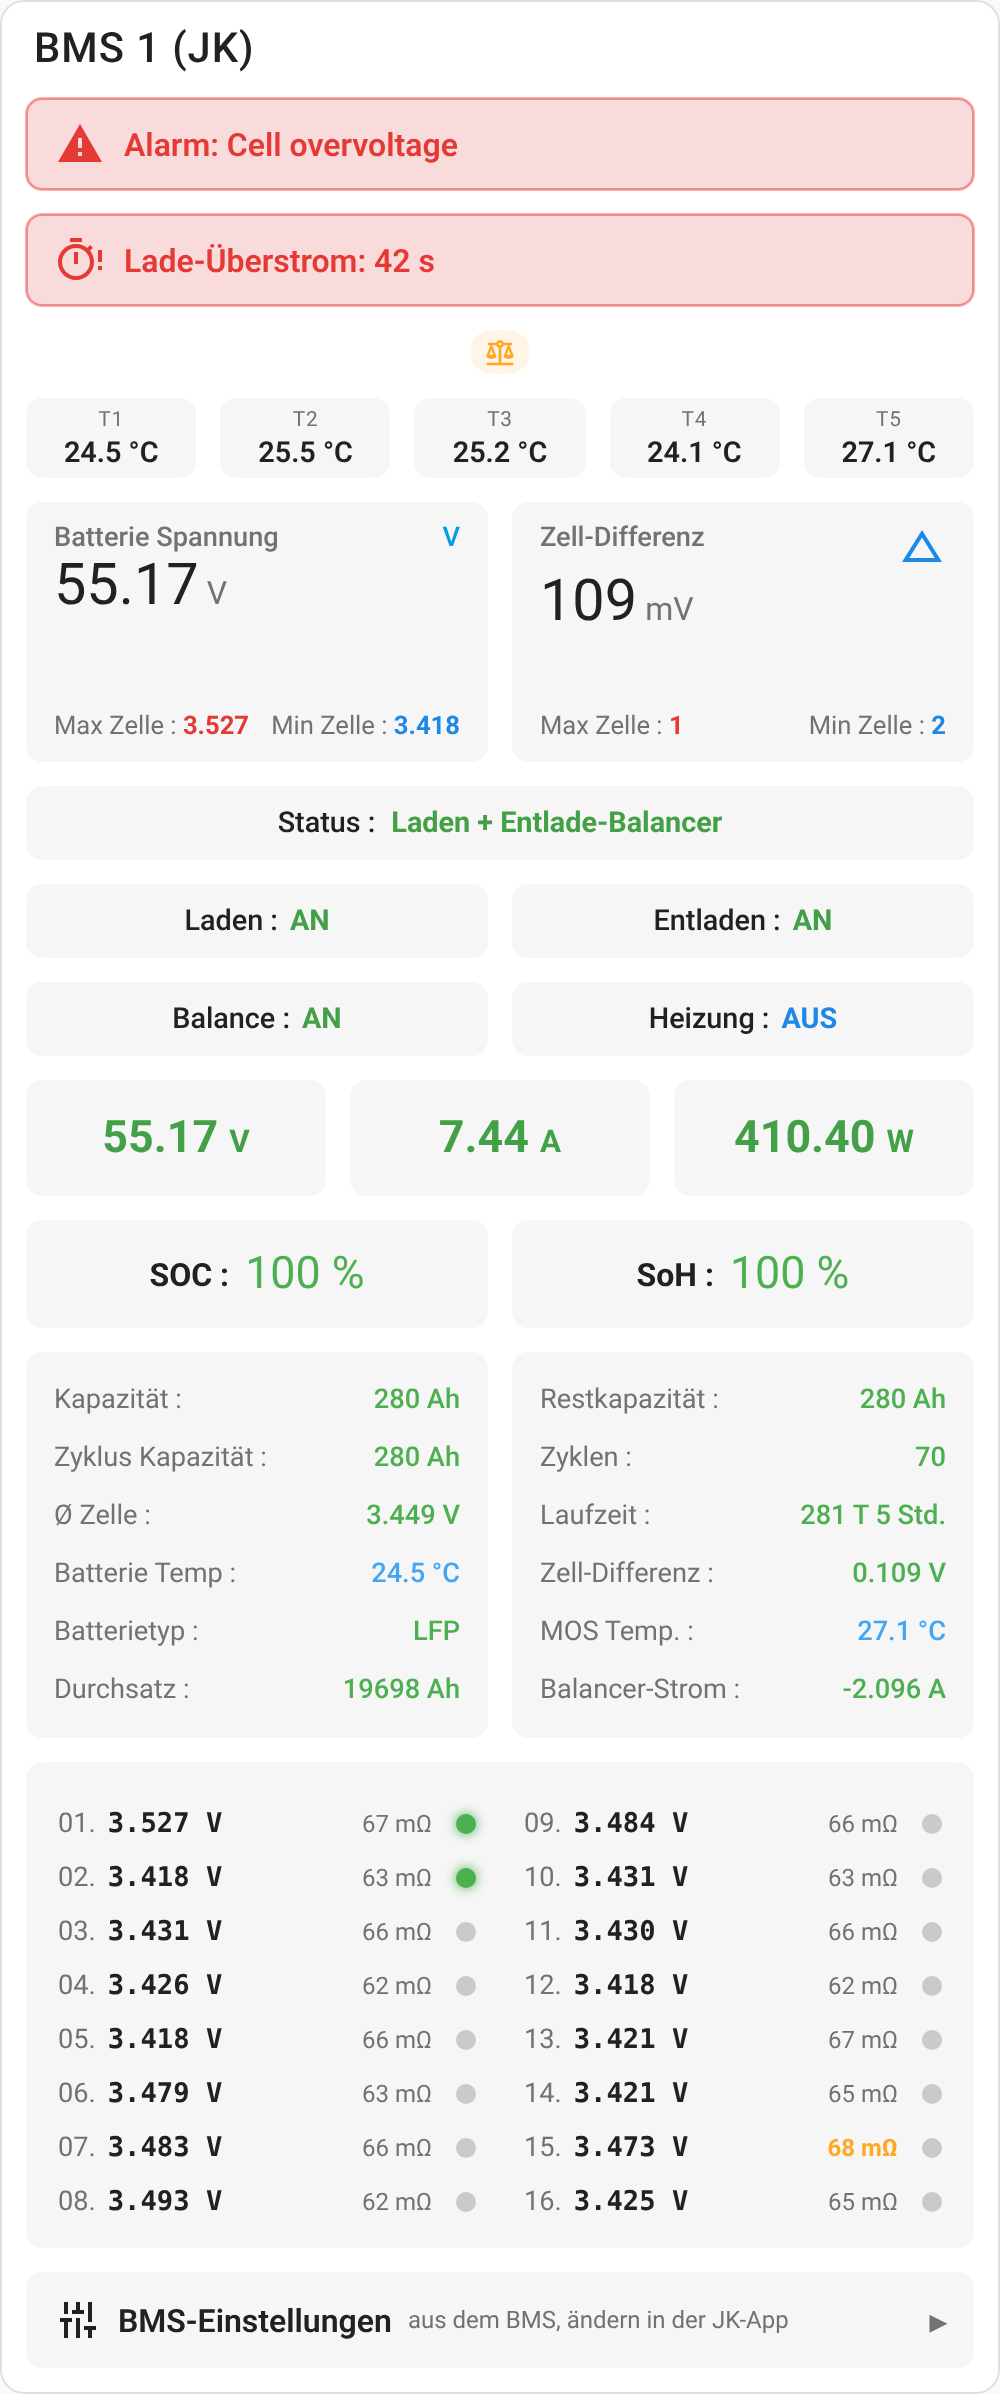 BMS 1 (JK)
Alarm: Cell overvoltage
Lade-Überstrom: 42 s
T1
24.5 °C
T2
25.5 °C
T3
25.2 °C
T4
24.1 °C
T5
27.1 °C
Batterie Spannung V
55.17 V
Max Zelle : 3.527 Min Zelle : 3.418
Zell-Differenz
109 mV
Max Zelle : 1 Min Zelle : 2
Status : Laden + Entlade-Balancer
Laden : AN
Entladen : AN
Balance : AN
Heizung : AUS
55.17 V
7.44 A
410.40 W
SOC : 100 %
SoH : 100 %
Kapazität : 280 Ah
Zyklus Kapazität : 280 Ah
Ø Zelle : 3.449 V
Batterie Temp : 24.5 °C
Batterietyp : LFP
Durchsatz : 19698 Ah
Restkapazität : 280 Ah
Zyklen : 70
Laufzeit : 281 T 5 Std.
Zell-Differenz : 0.109 V
MOS Temp. : 27.1 °C
Balancer-Strom : -2.096 A
01. 3.527 V 67 mΩ
02. 3.418 V 63 mΩ
03. 3.431 V 66 mΩ
04. 3.426 V 62 mΩ
05. 3.418 V 66 mΩ
06. 3.479 V 63 mΩ
07. 3.483 V 66 mΩ
08. 3.493 V 62 mΩ
09. 3.484 V 66 mΩ
10. 3.431 V 63 mΩ
11. 3.430 V 66 mΩ
12. 3.418 V 62 mΩ
13. 3.421 V 67 mΩ
14. 3.421 V 65 mΩ
15. 3.473 V 68 mΩ
16. 3.425 V 65 mΩ
BMS-Einstellungen aus dem BMS, ändern in der JK-App